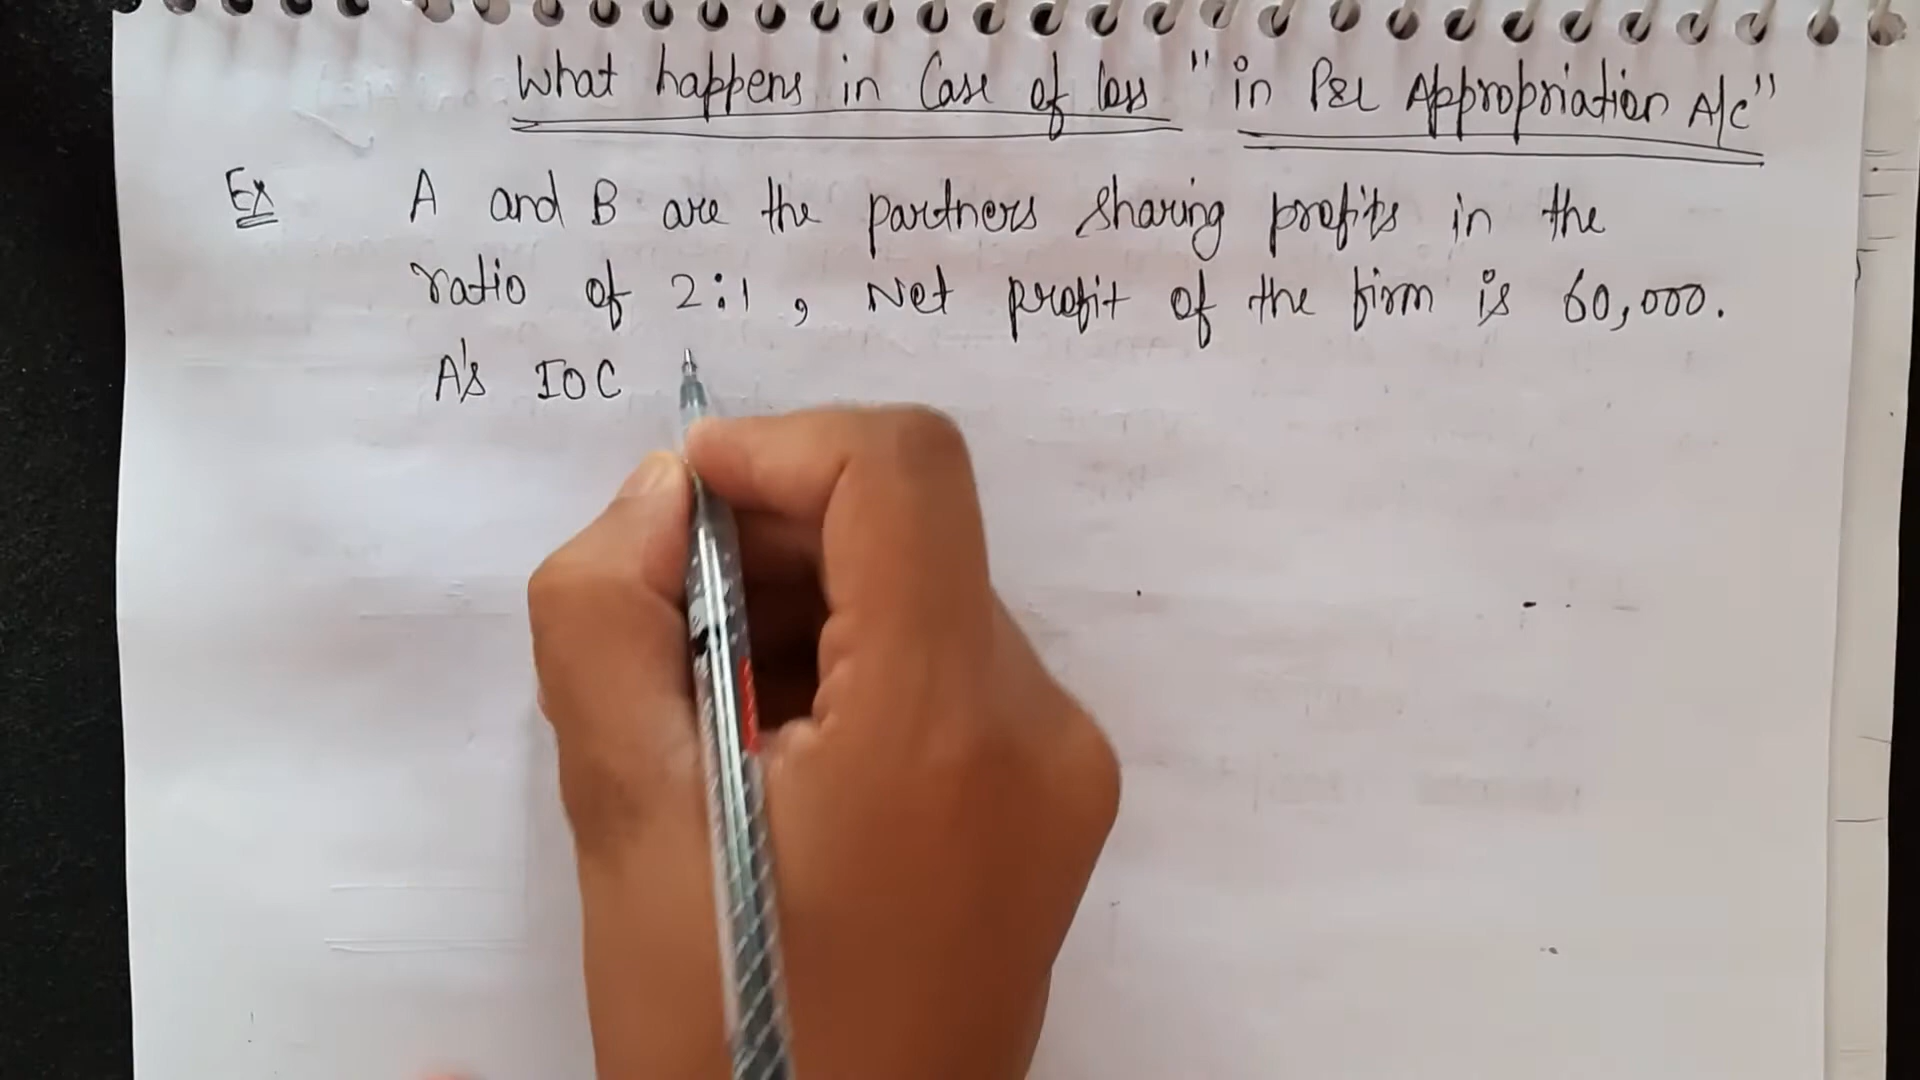 What happens in Case of loss "in P&L Appropriation A/c"
Ex A and B are the partners sharing profits in the
ratio of 2:1, Net profit of the firm is 60,000.
A's IOC